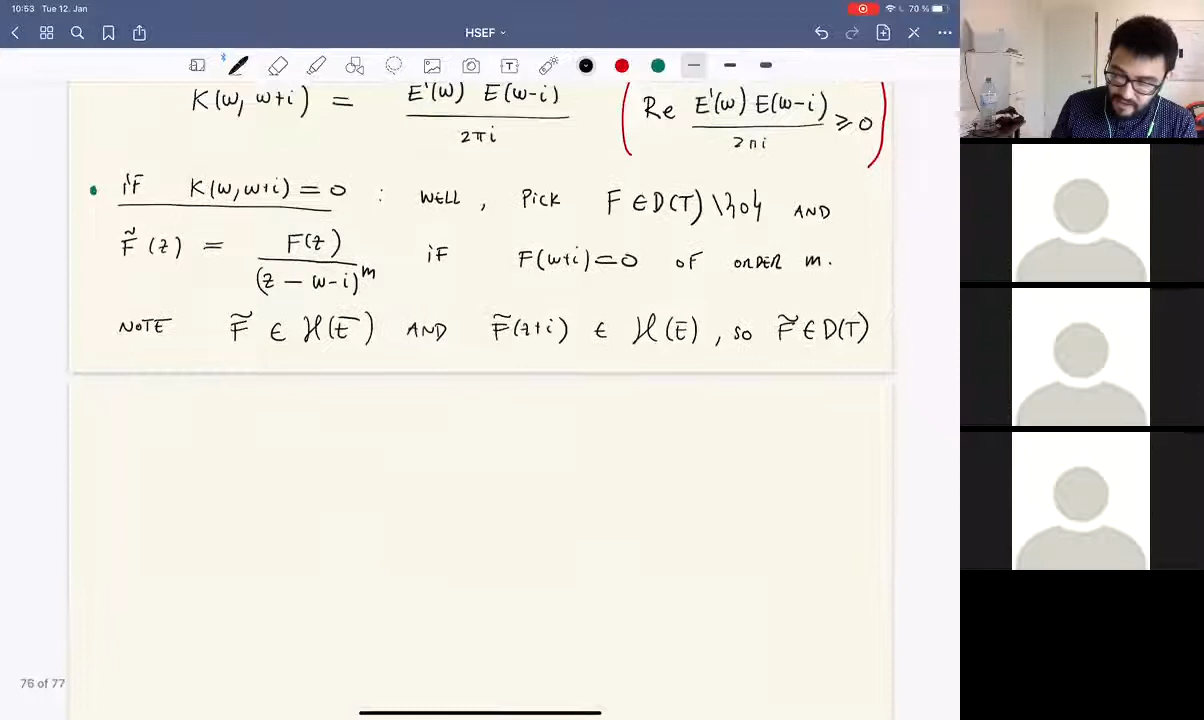 10:53 Tue 12. Jan
70 %
HSEF
K(w, w+i) = E'(w) E(w-i) / 2πi ( Re E'(w) E(w-i) / 2πi ≥ 0 )
• iF K(w, w+i) = 0 : WELL, PICK F ∈ D(T) \ {0} AND
F̃(z) = F(z) / (z - w-i)^m iF F(w+i)=0 OF ORDER m.
NOTE F̃ ∈ H(E) AND F̃(z+i) ∈ H(E), so F̃ ∈ D(T)
76 of 77